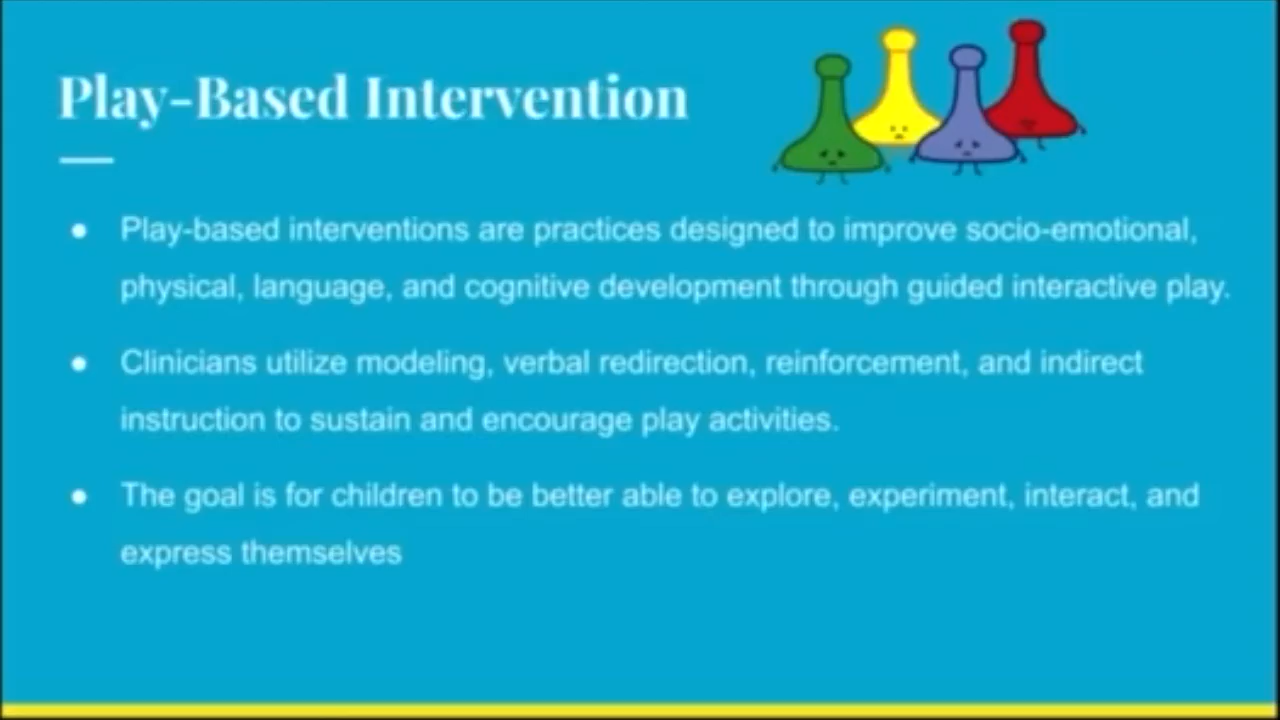 Play-Based Intervention
● Play-based interventions are practices designed to improve socio-emotional,
physical, language, and cognitive development through guided interactive play.
● Clinicians utilize modeling, verbal redirection, reinforcement, and indirect
instruction to sustain and encourage play activities.
● The goal is for children to be better able to explore, experiment, interact, and
express themselves